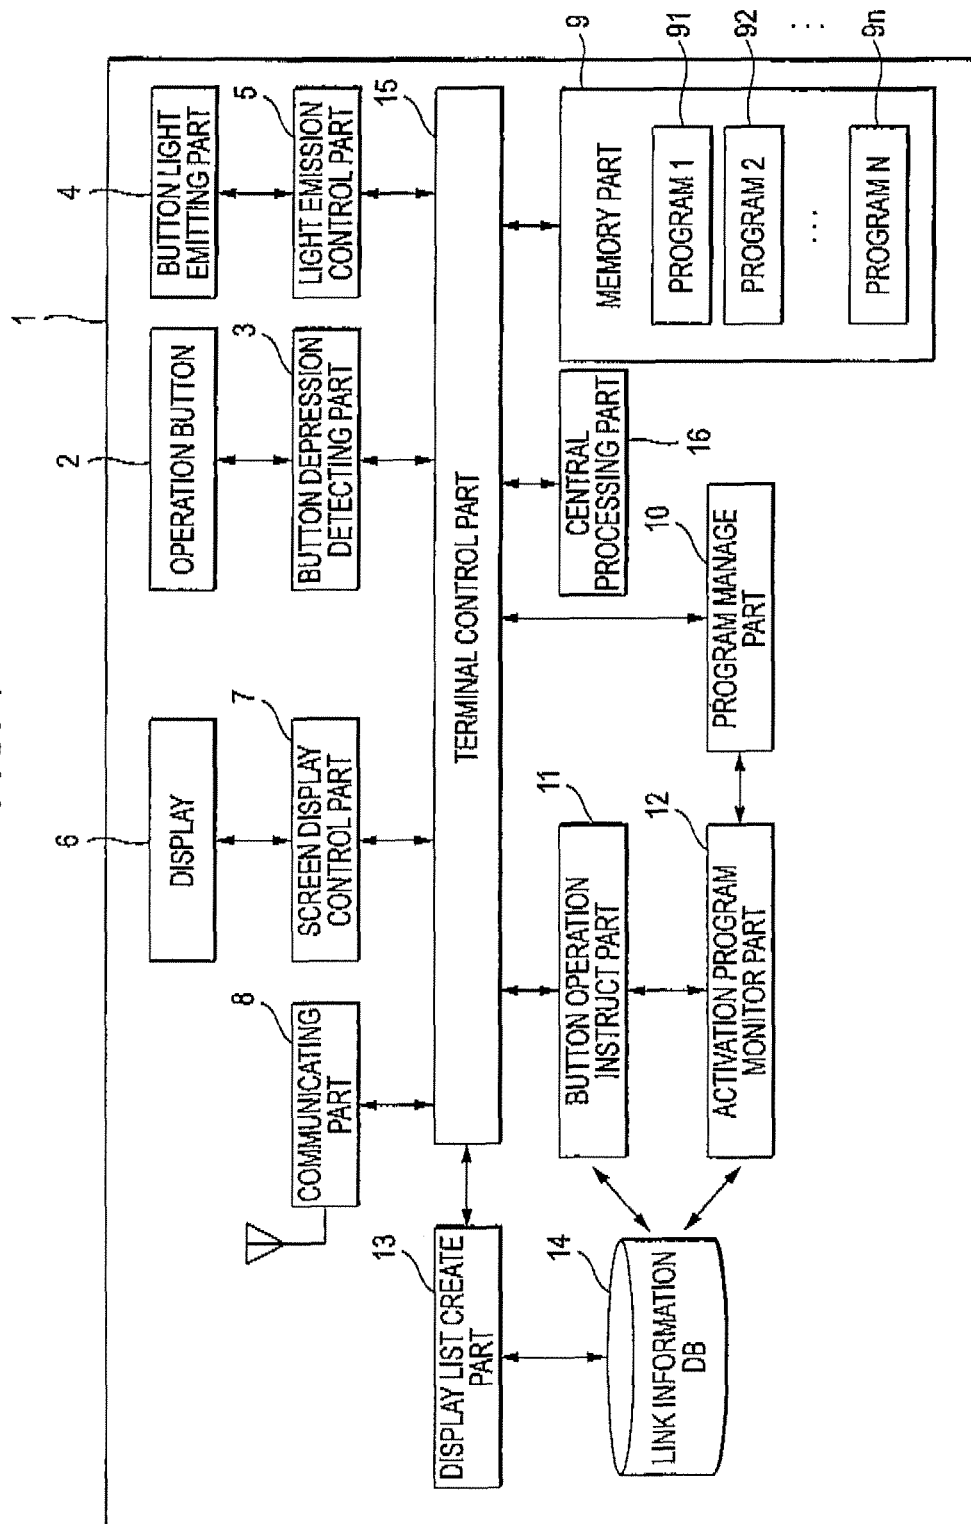 1
6
DISPLAY
2
OPERATION BUTTON
4
BUTTON LIGHT
EMITTING PART
8
COMMUNICATING
PART
7
SCREEN DISPLAY
CONTROL PART
3
BUTTON DEPRESSION
DETECTING PART
5
LIGHT EMISSION
CONTROL PART
13
DISPLAY LIST CREATE
PART
TERMINAL CONTROL PART
15
14
LINK INFORMATION
DB
11
BUTTON OPERATION
INSTRUCT PART
12
ACTIVATION PROGRAM
MONITOR PART
10
PROGRAM MANAGE
PART
CENTRAL
PROCESSING PART
16
9
MEMORY PART
PROGRAM 1
91
PROGRAM 2
92
...
...
PROGRAM N
9n